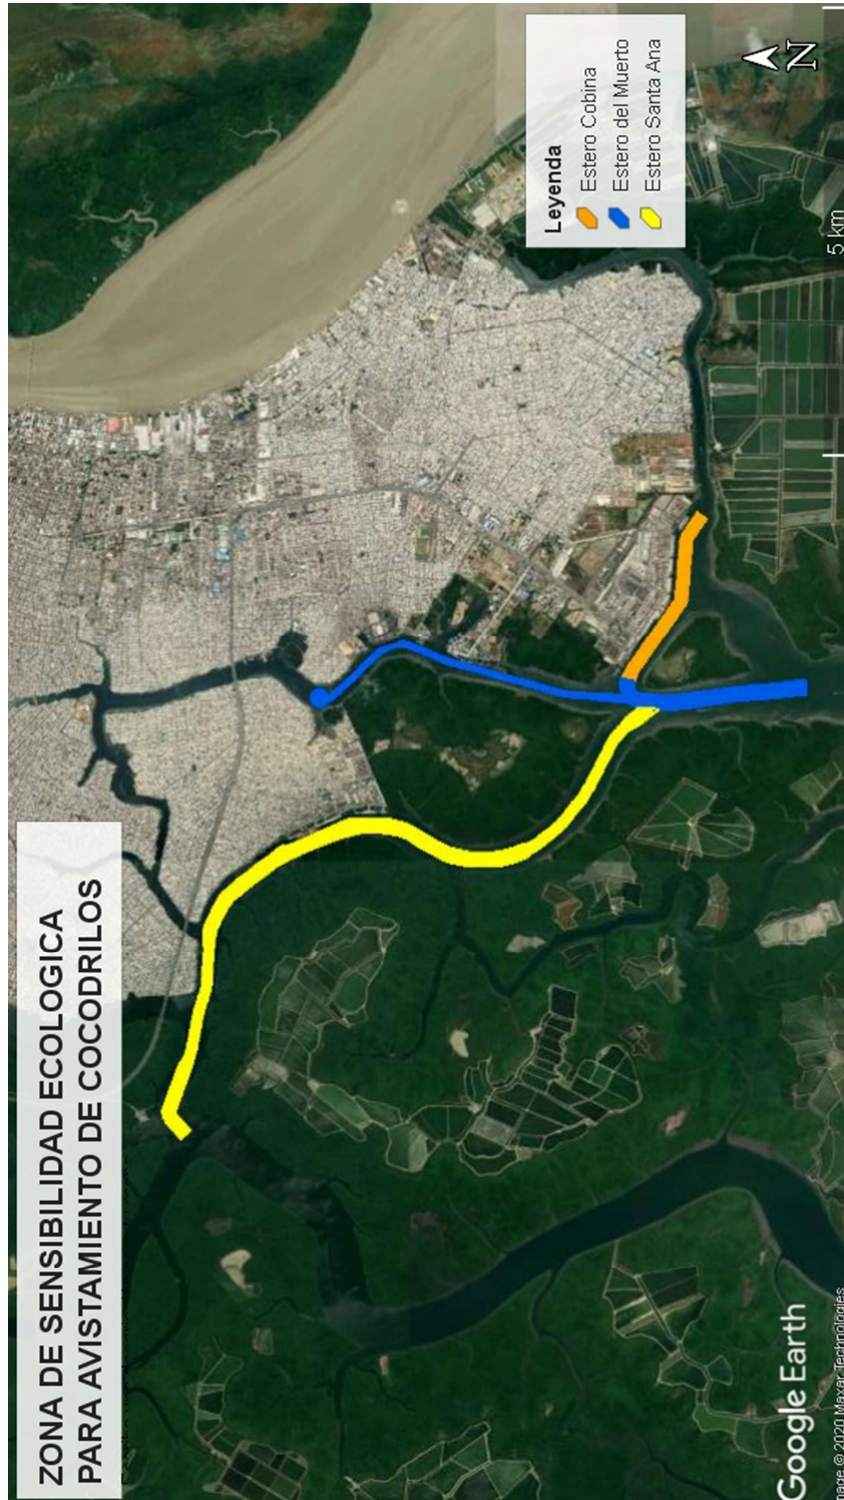 ZONA DE SENSIBILIDAD ECOLOGICA
PARA AVISTAMIENTO DE COCODRILOS
Leyenda
Estero Cobina
Estero del Muerto
Estero Santa Ana
N
Google Earth
© 2020 Maxar Technologies
5 km